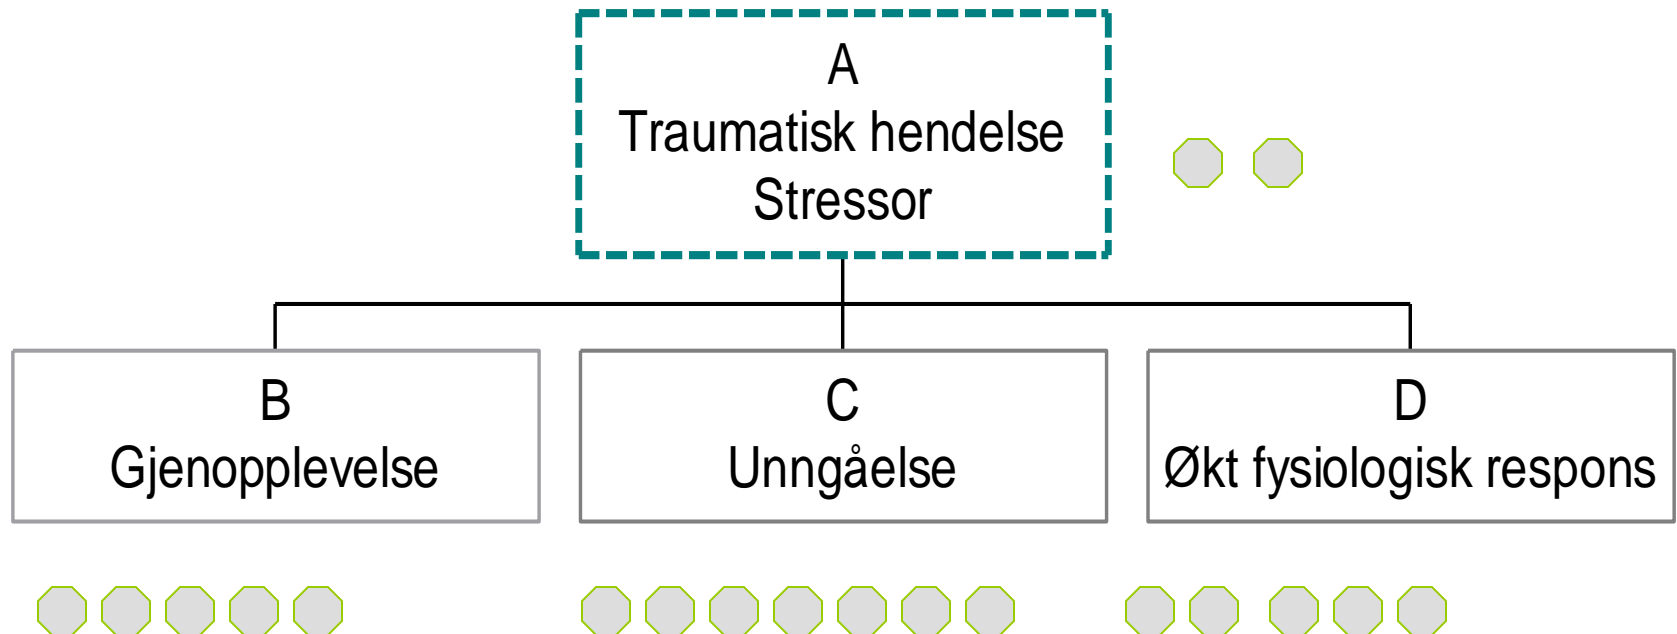 A
Traumatisk hendelse
Stressor
B
Gjenopplevelse
C
Unngåelse
D
Økt fysiologisk respons